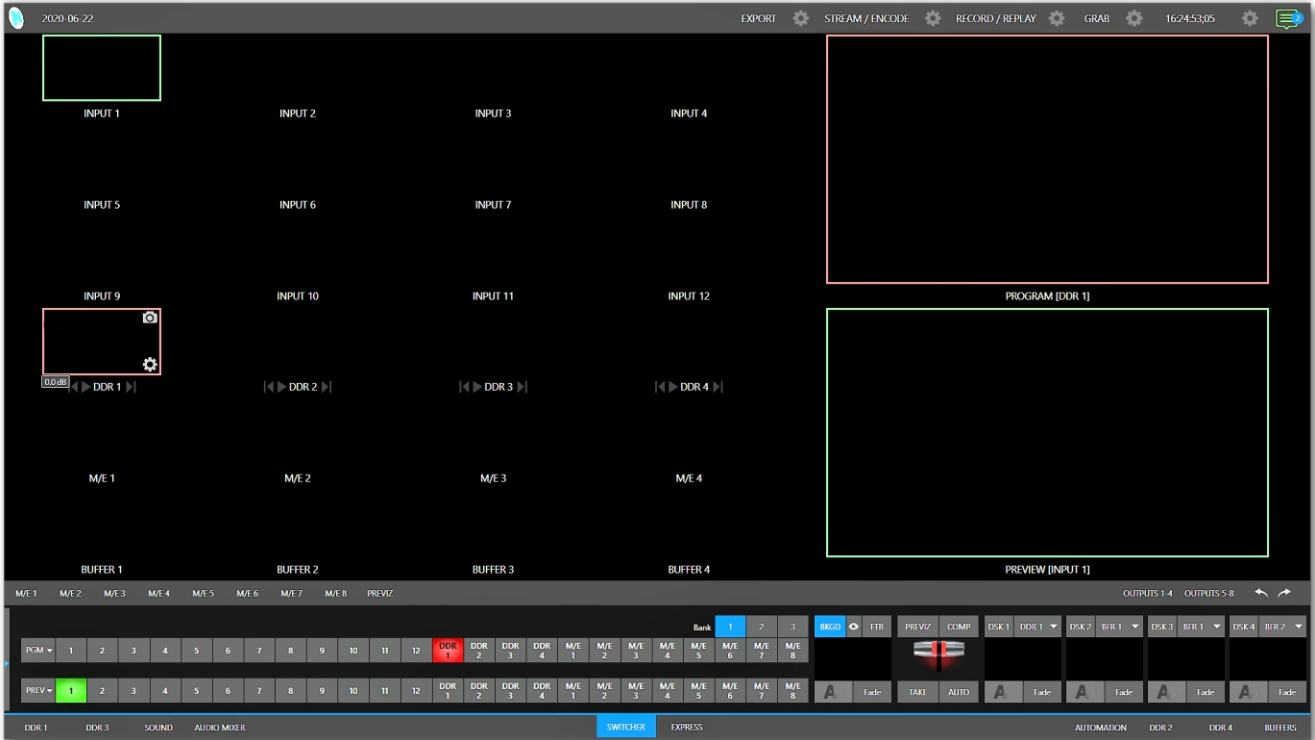 2020-06-22 EXPORT STREAM / ENCODE RECORD / REPLAY GRAB 16:24:53;05 2
INPUT 1 INPUT 2 INPUT 3 INPUT 4
INPUT 5 INPUT 6 INPUT 7 INPUT 8
INPUT 9 INPUT 10 INPUT 11 INPUT 12 PROGRAM [DDR 1]
0.0 dB DDR 1 DDR 2 DDR 3 DDR 4
M/E 1 M/E 2 M/E 3 M/E 4
BUFFER 1 BUFFER 2 BUFFER 3 BUFFER 4 PREVIEW [INPUT 1]
M/E 1 M/E 2 M/E 3 M/E 4 M/E 5 M/E 6 M/E 7 M/E 8 PREVIZ OUTPUTS 1-4 OUTPUTS 5-8
Bank 1 2 3 BKGD FTB PREVIZ COMP DSK 1 DDR 1 DSK 2 BFR 1 DSK 3 BFR 1 DSK 4 BFR 2
PGM 1 2 3 4 5 6 7 8 9 10 11 12 DDR 1 DDR 2 DDR 3 DDR 4 M/E 1 M/E 2 M/E 3 M/E 4 M/E 5 M/E 6 M/E 7 M/E 8
PREV 1 2 3 4 5 6 7 8 9 10 11 12 DDR 1 DDR 2 DDR 3 DDR 4 M/E 1 M/E 2 M/E 3 M/E 4 M/E 5 M/E 6 M/E 7 M/E 8 A Fade TAKE AUTO A Fade A Fade A Fade A Fade
DDR 1 DDR 3 SOUND AUDIO MIXER SWITCHER EXPRESS AUTOMATION DDR 2 DDR 4 BUFFERS